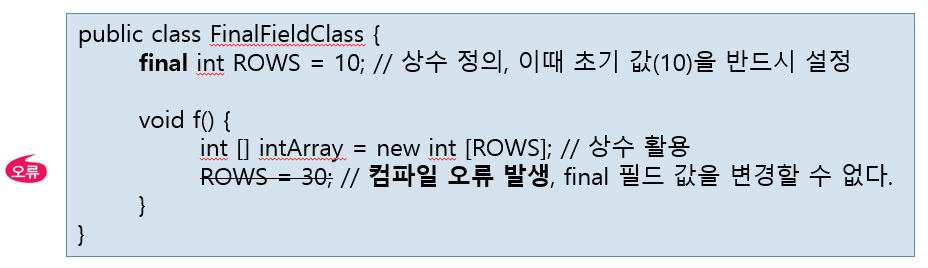 public class FinalFieldClass {
final int ROWS = 10; // 상수 정의, 이때 초기 값(10)을 반드시 설정
void f() {
int [] intArray = new int [ROWS]; // 상수 활용
오류
ROWS = 30; // 컴파일 오류 발생, final 필드 값을 변경할 수 없다.
}
}